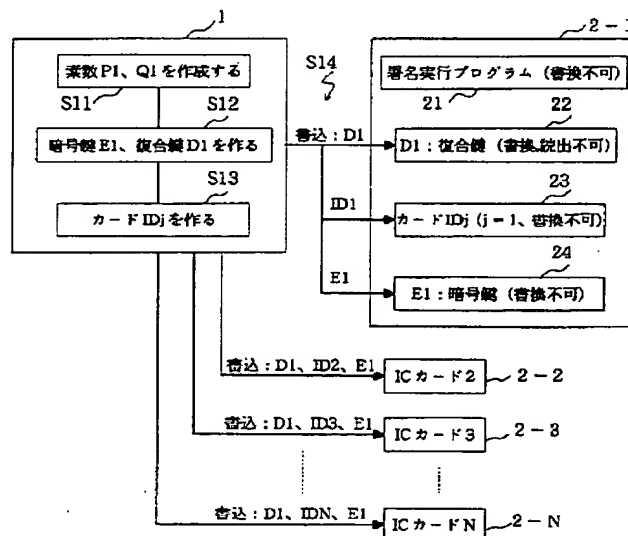 1
2-1
素数P1、Q1を作成する
S11
S12
暗号鍵E1、復合鍵D1を作る
S13
カードIDjを作る
S14
署名実行プログラム（書換不可）
21
22
書込：D1
D1：復合鍵（書換、読出不可）
23
ID1
カードIDj（j＝1、書換不可）
24
E1
E1：暗号鍵（書換不可）
書込：D1、ID2、E1
ICカード2
2-2
書込：D1、ID3、E1
ICカード3
2-3
書込：D1、IDN、E1
ICカードN
2-N